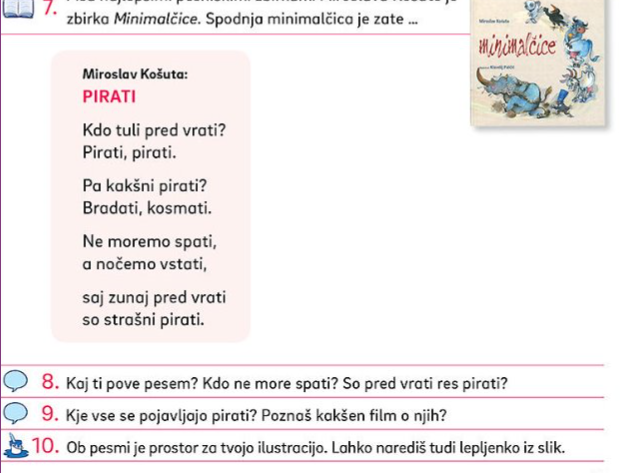 7.
zbirka Minimalčice. Spodnja minimalčica je zate ...
Miroslav Košuta
minimalčice
Miroslav Košuta:
PIRATI
Kdo tuli pred vrati?
Pirati, pirati.
Pa kakšni pirati?
Bradati, kosmati.
Ne moremo spati,
a nočemo vstati,
saj zunaj pred vrati
so strašni pirati.
8. Kaj ti pove pesem? Kdo ne more spati? So pred vrati res pirati?
9. Kje vse se pojavljajo pirati? Poznaš kakšen film o njih?
10. Ob pesmi je prostor za tvojo ilustracijo. Lahko narediš tudi lepljenko iz slik.